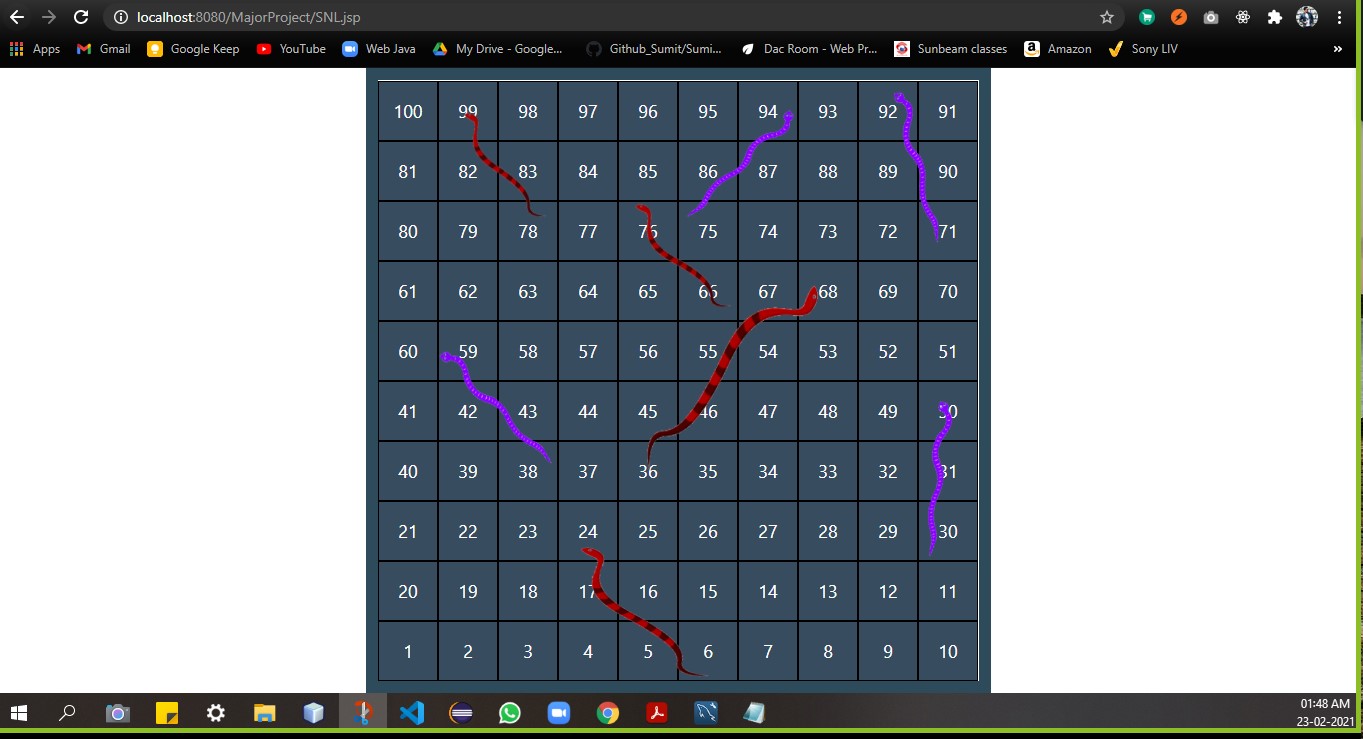 localhost:8080/MajorProject/SNL.jsp
Apps Gmail Google Keep YouTube Web Java My Drive - Google... Github_Sumit/Sumi... Dac Room - Web Pr... Sunbeam classes Amazon Sony LIV »
100 99 98 97 96 95 94 93 92 91
81 82 83 84 85 86 87 88 89 90
80 79 78 77 76 75 74 73 72 71
61 62 63 64 65 66 67 68 69 70
60 59 58 57 56 55 54 53 52 51
41 42 43 44 45 46 47 48 49 50
40 39 38 37 36 35 34 33 32 31
21 22 23 24 25 26 27 28 29 30
20 19 18 17 16 15 14 13 12 11
1 2 3 4 5 6 7 8 9 10
01:48 AM
23-02-2021